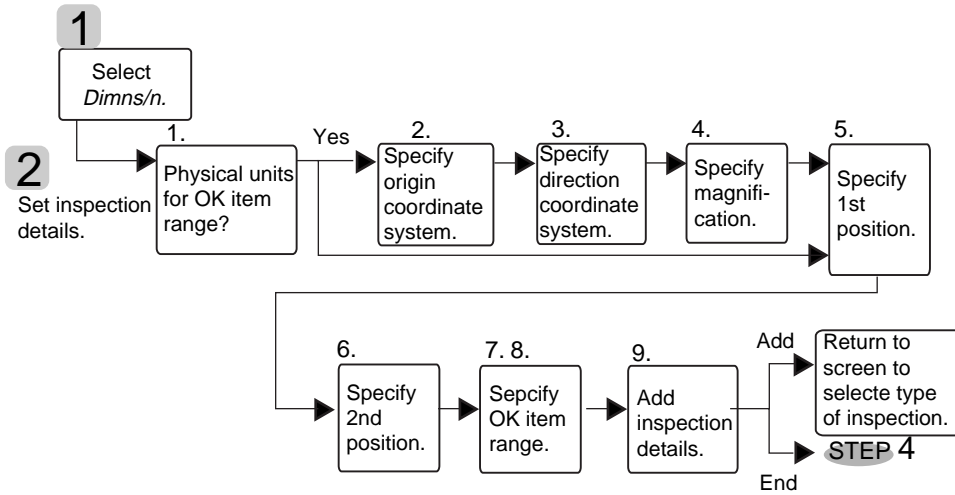 1
Select
Dimns/n.
2
Set inspection
details.
1.
Physical units
for OK item
range?
Yes
2.
Specify
origin
coordinate
system.
3.
Specify
direction
coordinate
system.
4.
Specify
magnifi-
cation.
5.
Specify
1st
position.
6.
Specify
2nd
position.
7. 8.
Sepcify
OK item
range.
9.
Add
inspection
details.
Add
Return to
screen to
selecte type
of inspection.
End
STEP 4